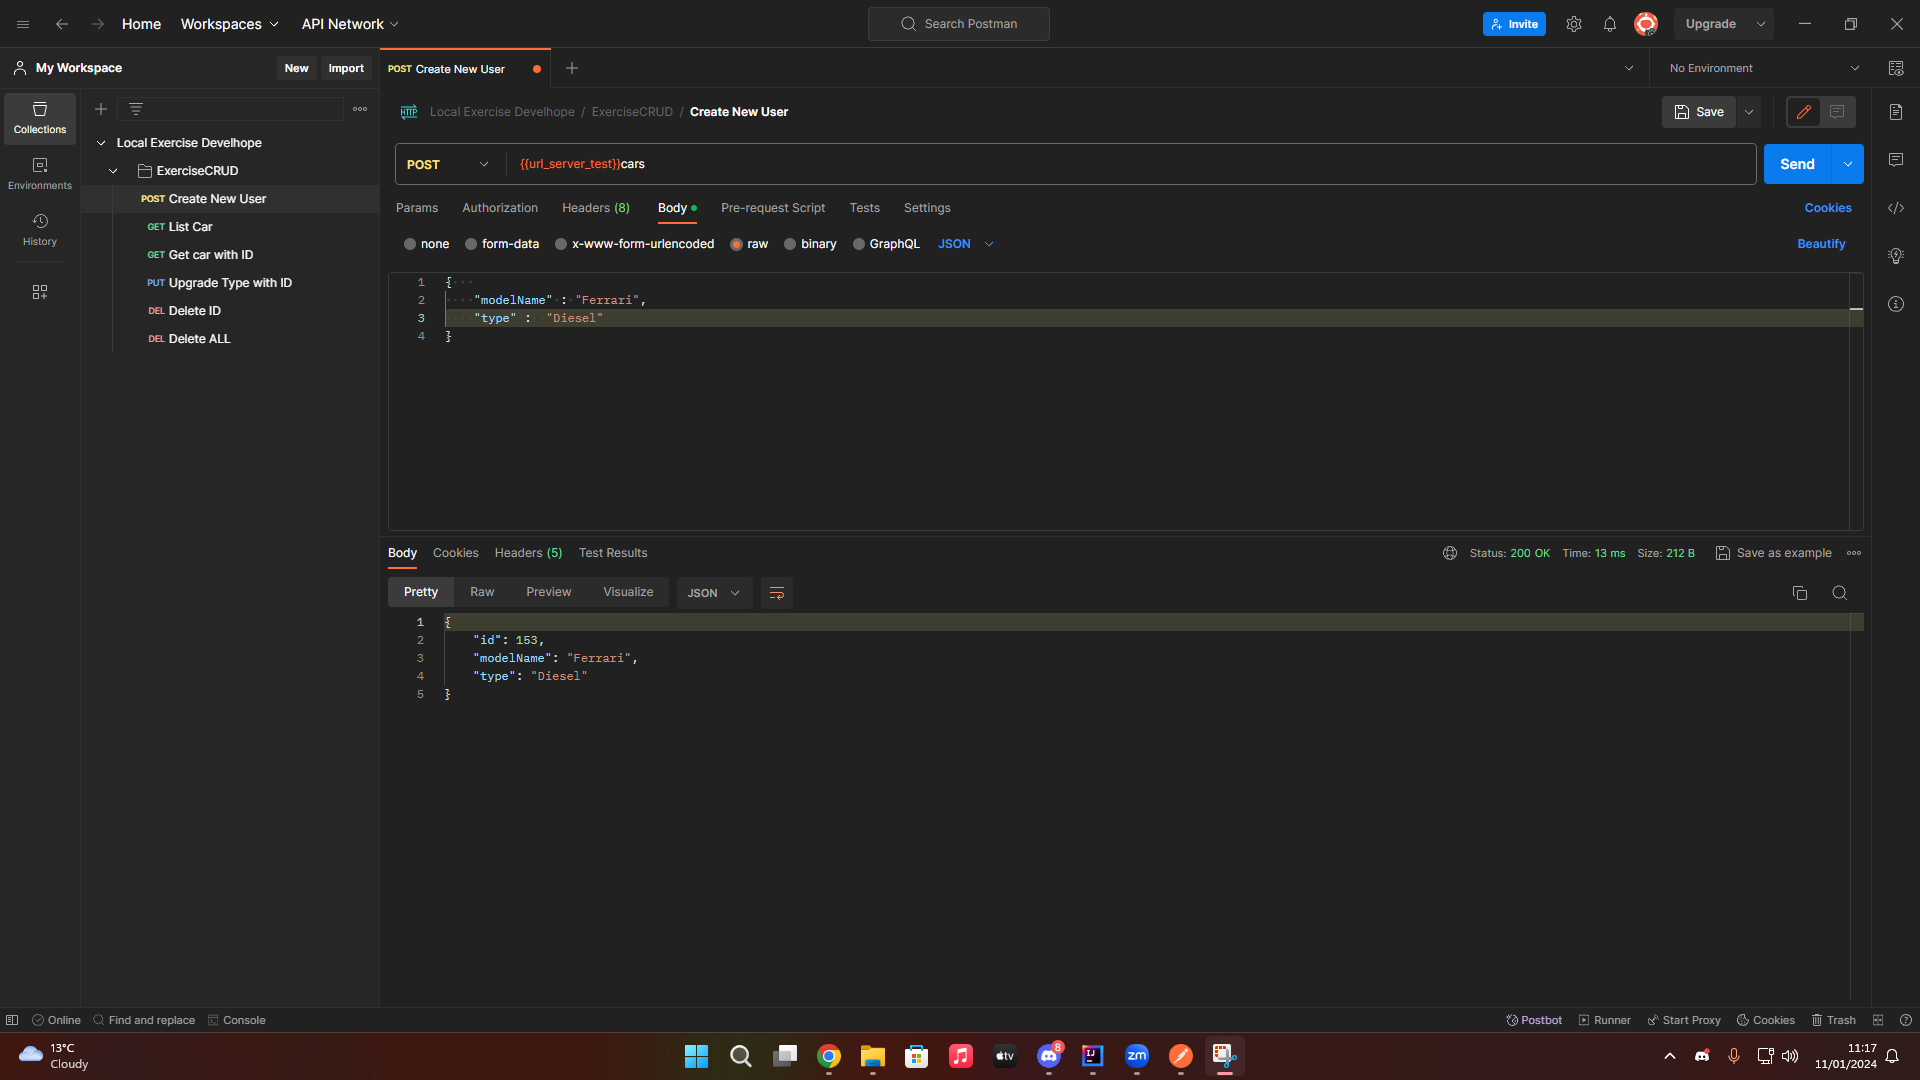 Home Workspaces API Network Search Postman Invite Upgrade
My Workspace New Import POST Create New User No Environment
Collections
Environments
History
Local Exercise Develhope
ExerciseCRUD
POST Create New User
GET List Car
GET Get car with ID
PUT Upgrade Type with ID
DEL Delete ID
DEL Delete ALL
HTTP Local Exercise Develhope / ExerciseCRUD / Create New User Save
POST {{url_server_test}}cars Send
Params Authorization Headers (8) Body Pre-request Script Tests Settings Cookies
none form-data x-www-form-urlencoded raw binary GraphQL JSON Beautify
1 {
2 "modelName" : "Ferrari",
3 "type" : "Diesel"
4 }
Body Cookies Headers (5) Test Results Status: 200 OK Time: 13 ms Size: 212 B Save as example
Pretty Raw Preview Visualize JSON
1 {
2 "id": 153,
3 "modelName": "Ferrari",
4 "type": "Diesel"
5 }
Online Find and replace Console Postbot Runner Start Proxy Cookies Trash
13°C
Cloudy
tv
8
IJ
zm
11:17
11/01/2024